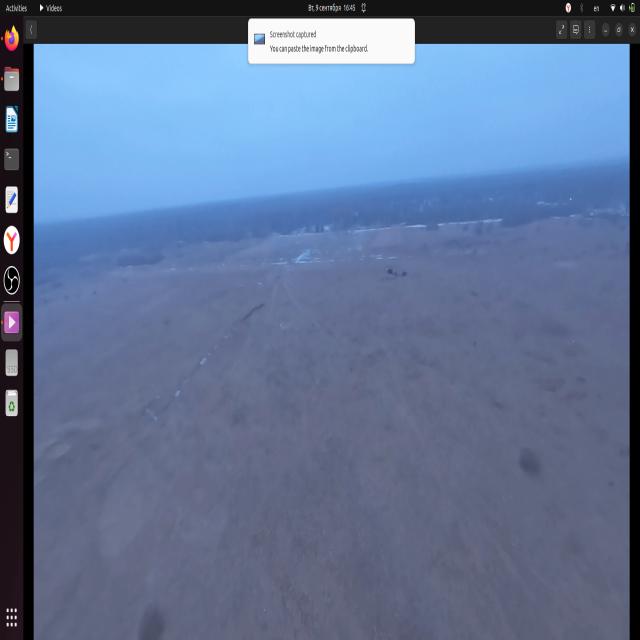 Activities Videos Вт, 9 сентября 16:45 en
Screenshot captured
You can paste the image from the clipboard.